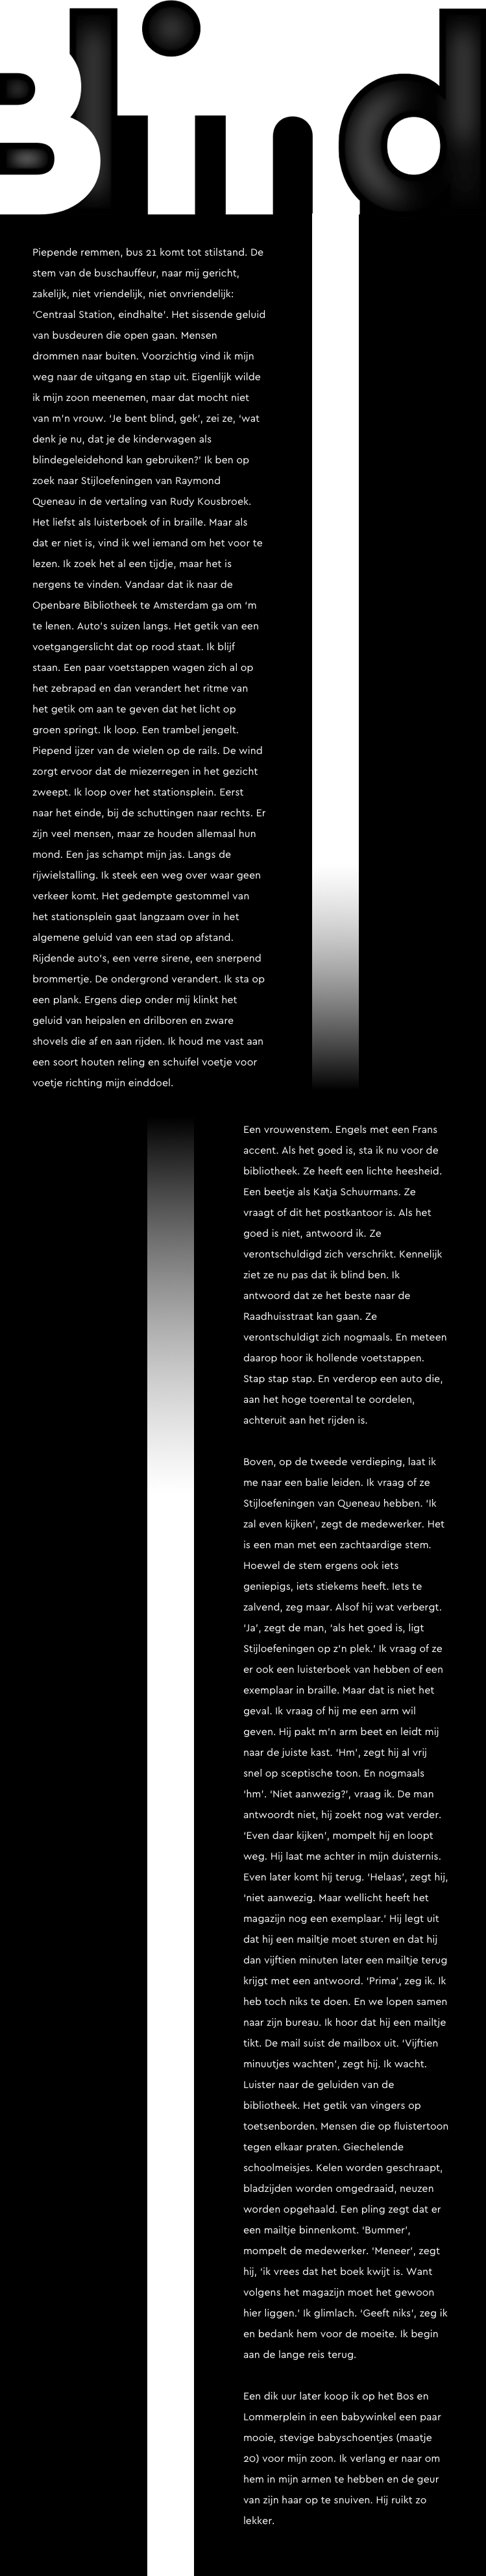 Blind
Piepende remmen, bus 21 komt tot stilstand. De
stem van de buschauffeur, naar mij gericht,
zakelijk, niet vriendelijk, niet onvriendelijk:
‘Centraal Station, eindhalte’. Het sissende geluid
van busdeuren die open gaan. Mensen
drommen naar buiten. Voorzichtig vind ik mijn
weg naar de uitgang en stap uit. Eigenlijk wilde
ik mijn zoon meenemen, maar dat mocht niet
van m’n vrouw. ‘Je bent blind, gek’, zei ze, ‘wat
denk je nu, dat je de kinderwagen als
blindegeleidehond kan gebruiken?’ Ik ben op
zoek naar Stijloefeningen van Raymond
Queneau in de vertaling van Rudy Kousbroek.
Het liefst als luisterboek of in braille. Maar als
dat er niet is, vind ik wel iemand om het voor te
lezen. Ik zoek het al een tijdje, maar het is
nergens te vinden. Vandaar dat ik naar de
Openbare Bibliotheek te Amsterdam ga om ‘m
te lenen. Auto’s suizen langs. Het getik van een
voetgangerslicht dat op rood staat. Ik blijf
staan. Een paar voetstappen wagen zich al op
het zebrapad en dan verandert het ritme van
het getik om aan te geven dat het licht op
groen springt. Ik loop. Een trambel jengelt.
Piepend ijzer van de wielen op de rails. De wind
zorgt ervoor dat de miezerregen in het gezicht
zweept. Ik loop over het stationsplein. Eerst
naar het einde, bij de schuttingen naar rechts. Er
zijn veel mensen, maar ze houden allemaal hun
mond. Een jas schampt mijn jas. Langs de
rijwielstalling. Ik steek een weg over waar geen
verkeer komt. Het gedempte gestommel van
het stationsplein gaat langzaam over in het
algemene geluid van een stad op afstand.
Rijdende auto’s, een verre sirene, een snerpend
brommertje. De ondergrond verandert. Ik sta op
een plank. Ergens diep onder mij klinkt het
geluid van heipalen en drilboren en zware
shovels die af en aan rijden. Ik houd me vast aan
een soort houten reling en schuifel voetje voor
voetje richting mijn einddoel.
Een vrouwenstem. Engels met een Frans
accent. Als het goed is, sta ik nu voor de
bibliotheek. Ze heeft een lichte heesheid.
Een beetje als Katja Schuurmans. Ze
vraagt of dit het postkantoor is. Als het
goed is niet, antwoord ik. Ze
verontschuldigd zich verschrikt. Kennelijk
ziet ze nu pas dat ik blind ben. Ik
antwoord dat ze het beste naar de
Raadhuisstraat kan gaan. Ze
verontschuldigt zich nogmaals. En meteen
daarop hoor ik hollende voetstappen.
Stap stap stap. En verderop een auto die,
aan het hoge toerental te oordelen,
achteruit aan het rijden is.
Boven, op de tweede verdieping, laat ik
me naar een balie leiden. Ik vraag of ze
Stijloefeningen van Queneau hebben. ‘Ik
zal even kijken’, zegt de medewerker. Het
is een man met een zachtaardige stem.
Hoewel de stem ergens ook iets
geniepigs, iets stiekems heeft. Iets te
zalvend, zeg maar. Alsof hij wat verbergt.
‘Ja’, zegt de man, ‘als het goed is, ligt
Stijloefeningen op z’n plek.’ Ik vraag of ze
er ook een luisterboek van hebben of een
exemplaar in braille. Maar dat is niet het
geval. Ik vraag of hij me een arm wil
geven. Hij pakt m’n arm beet en leidt mij
naar de juiste kast. ‘Hm’, zegt hij al vrij
snel op sceptische toon. En nogmaals
‘hm’. ‘Niet aanwezig?’, vraag ik. De man
antwoordt niet, hij zoekt nog wat verder.
‘Even daar kijken’, mompelt hij en loopt
weg. Hij laat me achter in mijn duisternis.
Even later komt hij terug. ‘Helaas’, zegt hij,
‘niet aanwezig. Maar wellicht heeft het
magazijn nog een exemplaar.’ Hij legt uit
dat hij een mailtje moet sturen en dat hij
dan vijftien minuten later een mailtje terug
krijgt met een antwoord. ‘Prima’, zeg ik. Ik
heb toch niks te doen. En we lopen samen
naar zijn bureau. Ik hoor dat hij een mailtje
tikt. De mail suist de mailbox uit. ‘Vijftien
minuutjes wachten’, zegt hij. Ik wacht.
Luister naar de geluiden van de
bibliotheek. Het getik van vingers op
toetsenborden. Mensen die op fluistertoon
tegen elkaar praten. Giechelende
schoolmeisjes. Kelen worden geschraapt,
bladzijden worden omgedraaid, neuzen
worden opgehaald. Een pling zegt dat er
een mailtje binnenkomt. ‘Bummer’,
mompelt de medewerker. ‘Meneer’, zegt
hij, ‘ik vrees dat het boek kwijt is. Want
volgens het magazijn moet het gewoon
hier liggen.’ Ik glimlach. ‘Geeft niks’, zeg ik
en bedank hem voor de moeite. Ik begin
aan de lange reis terug.
Een dik uur later koop ik op het Bos en
Lommerplein in een babywinkel een paar
mooie, stevige babyschoentjes (maatje
20) voor mijn zoon. Ik verlang er naar om
hem in mijn armen te hebben en de geur
van zijn haar op te snuiven. Hij ruikt zo
lekker.